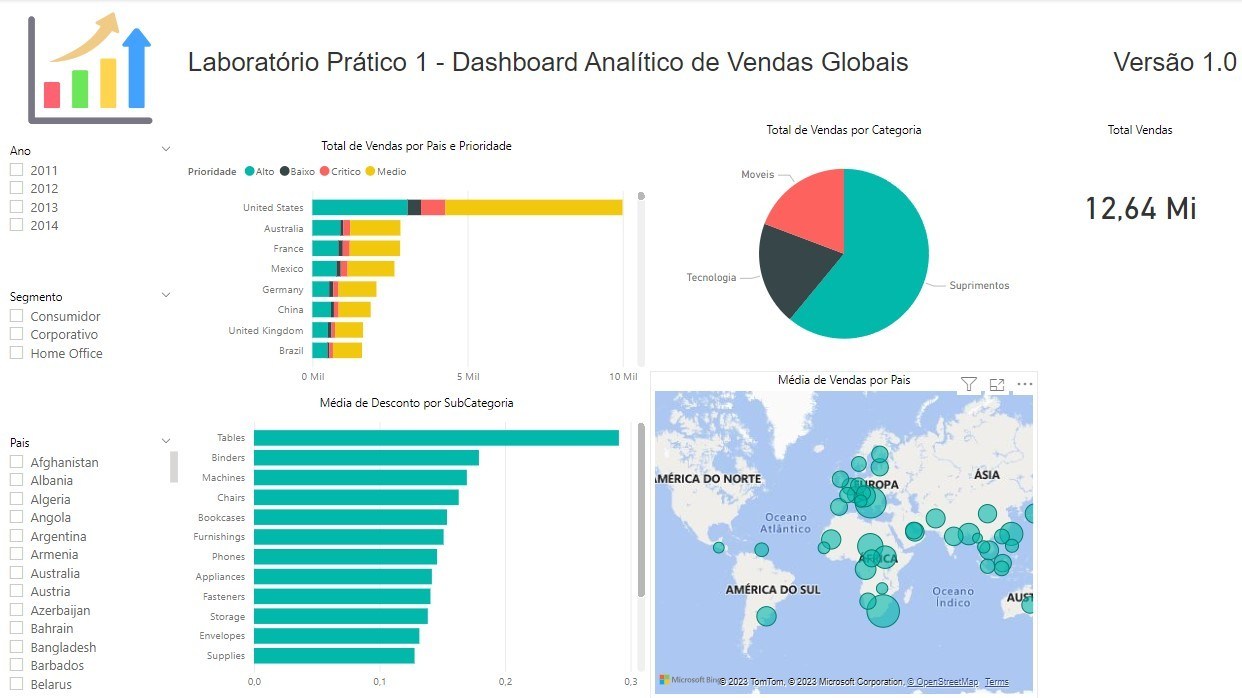 Laboratório Prático 1 - Dashboard Analítico de Vendas Globais
Versão 1.0
Ano
2011
2012
2013
2014
Segmento
Consumidor
Corporativo
Home Office
Pais
Afghanistan
Albania
Algeria
Angola
Argentina
Armenia
Australia
Austria
Azerbaijan
Bahrain
Bangladesh
Barbados
Belarus
Total de Vendas por Pais e Prioridade
Prioridade Alto Baixo Critico Medio
United States
Australia
France
Mexico
Germany
China
United Kingdom
Brazil
0 Mil 5 Mil 10 Mil
Média de Desconto por SubCategoria
Tables
Binders
Machines
Chairs
Bookcases
Furnishings
Phones
Appliances
Fasteners
Storage
Envelopes
Supplies
0,0 0,1 0,2 0,3
Total de Vendas por Categoria
Moveis
Tecnologia
Suprimentos
Total Vendas
12,64 Mi
Média de Vendas por Pais
AMÉRICA DO NORTE
EUROPA
ÁSIA
Oceano
Atlântico
ÁFRICA
AMÉRICA DO SUL
Oceano
Índico
AUST
Microsoft Bing
© 2023 TomTom, © 2023 Microsoft Corporation, © OpenStreetMap Terms